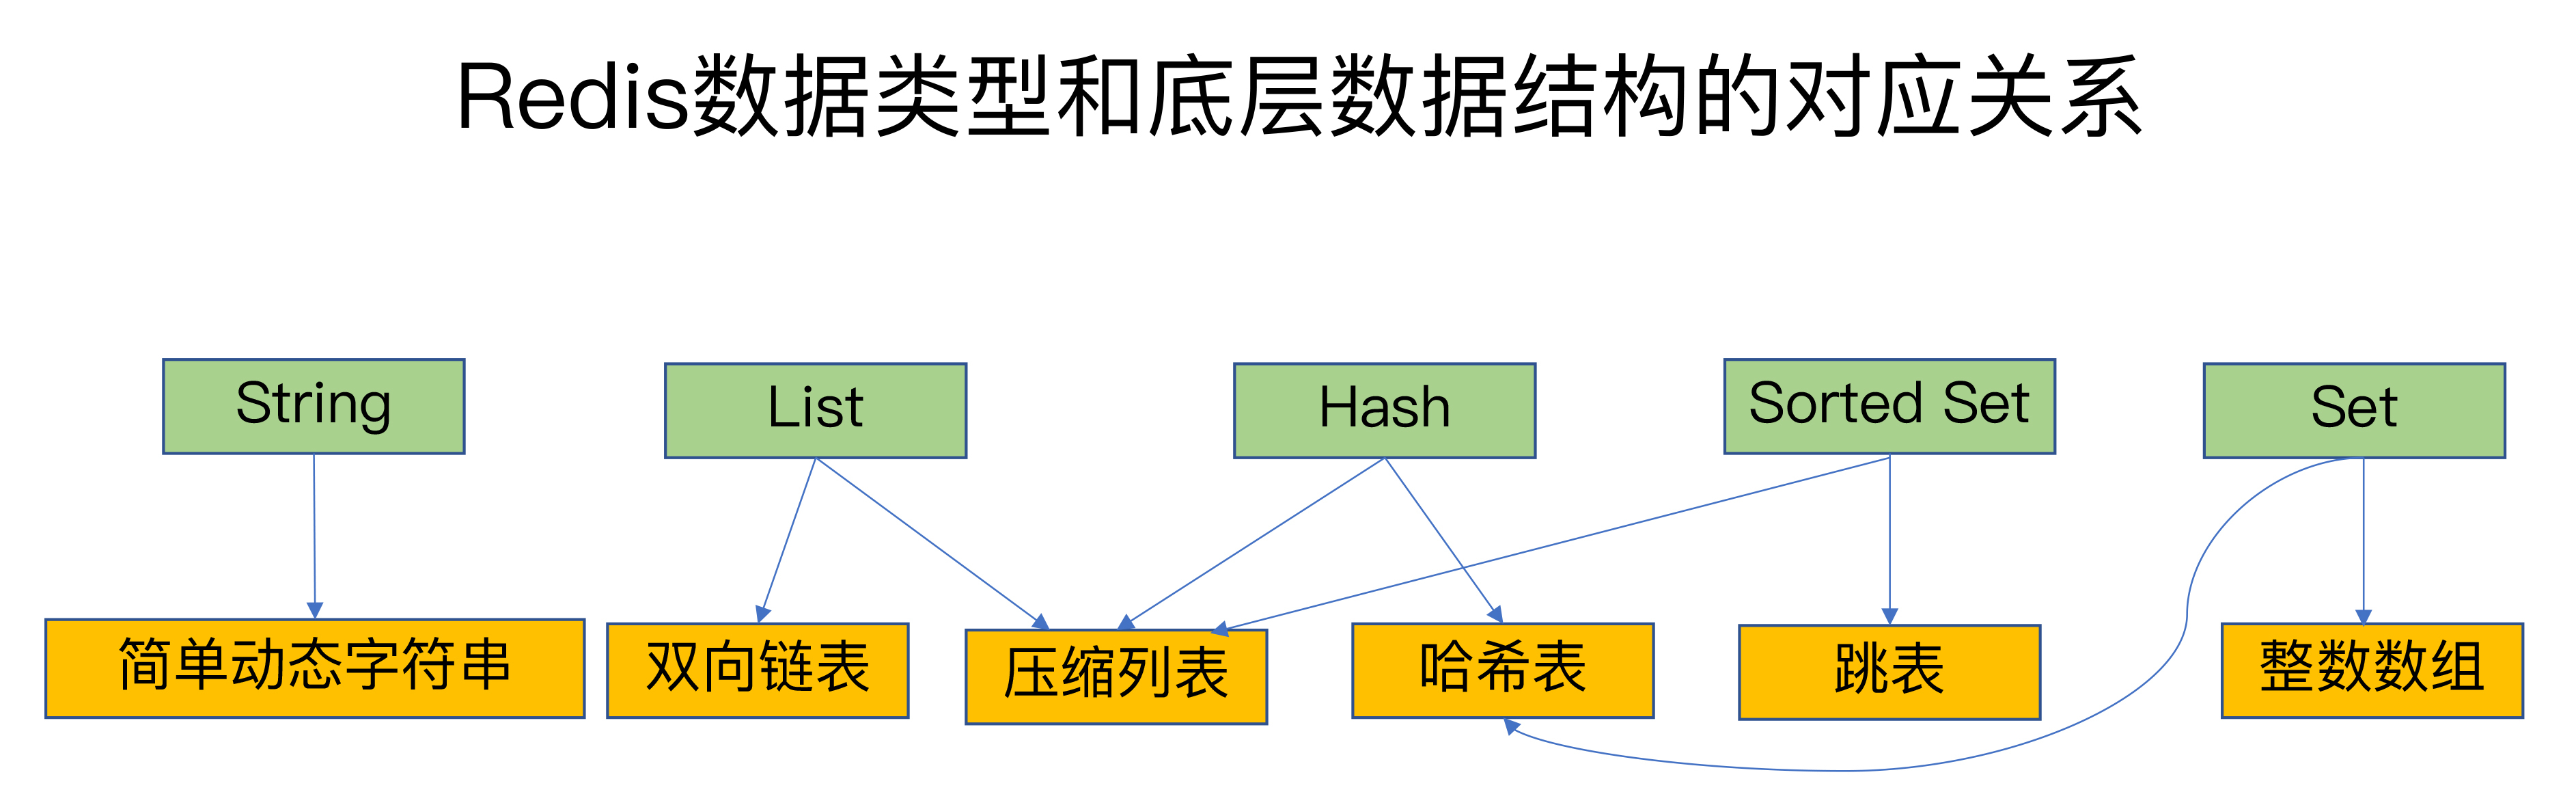 Redis数据类型和底层数据结构的对应关系
String
List
Hash
Sorted Set
Set
简单动态字符串
双向链表
压缩列表
哈希表
跳表
整数数组